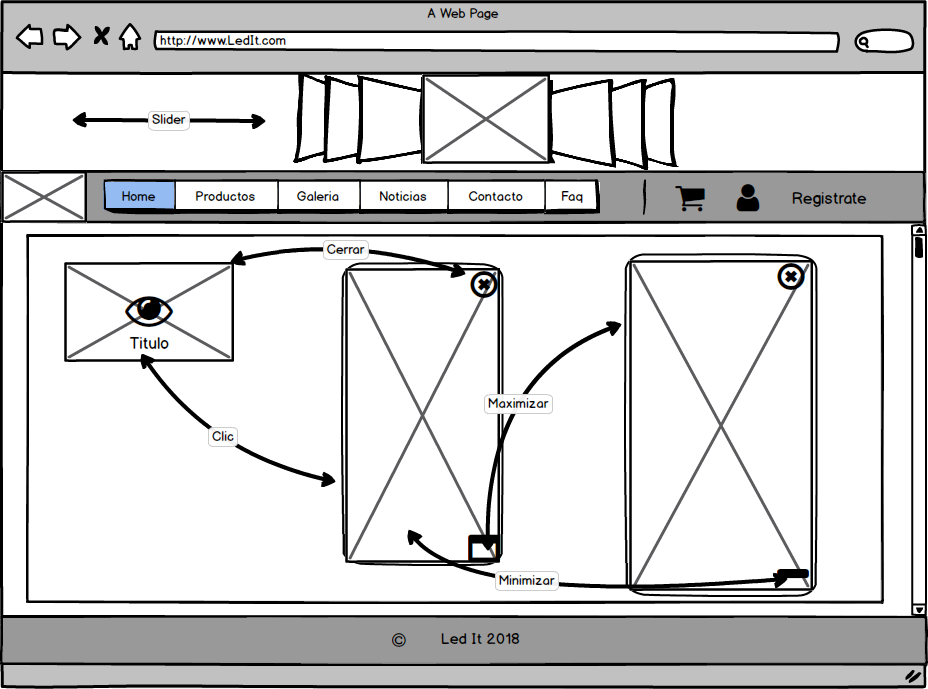 A Web Page
http://www.LedIt.com
Slider
Home Productos Galeria Noticias Contacto Faq Registrate
Cerrar
Titulo
Maximizar
Clic
Minimizar
© Led It 2018